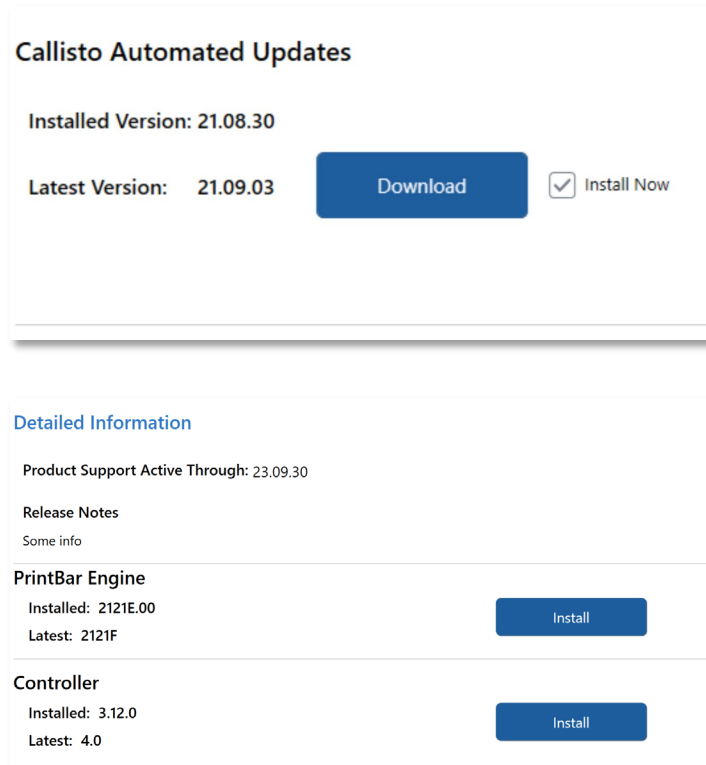 Callisto Automated Updates
Installed Version: 21.08.30
Latest Version: 21.09.03 Download Install Now
Detailed Information
Product Support Active Through: 23.09.30
Release Notes
Some info
PrintBar Engine
Installed: 2121E.00
Install
Latest: 2121F
Controller
Installed: 3.12.0
Install
Latest: 4.0